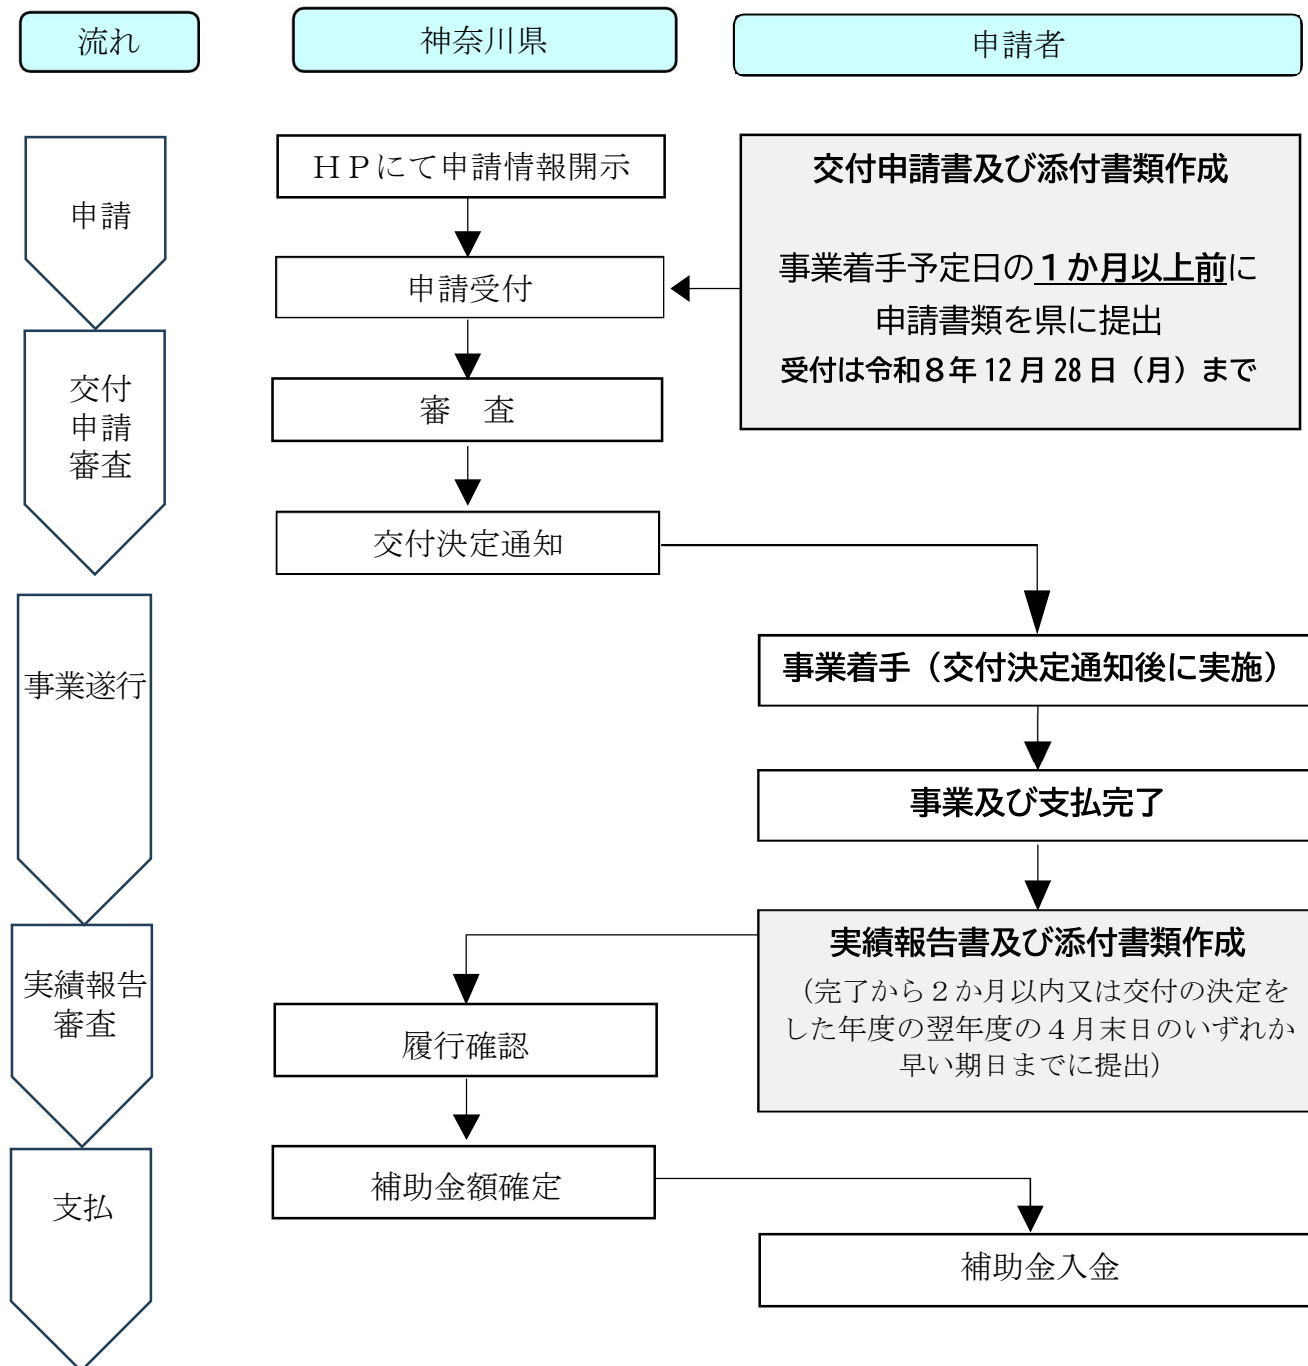 流れ
神奈川県
申請者
申請
ＨＰにて申請情報開示
申請受付
交付申請書及び添付書類作成
事業着手予定日の１か月以上前に
申請書類を県に提出
受付は令和８年 12 月 28 日（月）まで
交付
申請
審査
審　査
交付決定通知
事業遂行
事業着手（交付決定通知後に実施）
事業及び支払完了
実績報告
審査
実績報告書及び添付書類作成
（完了から２か月以内又は交付の決定を
した年度の翌年度の４月末日のいずれか
早い期日までに提出）
履行確認
補助金額確定
支払
補助金入金